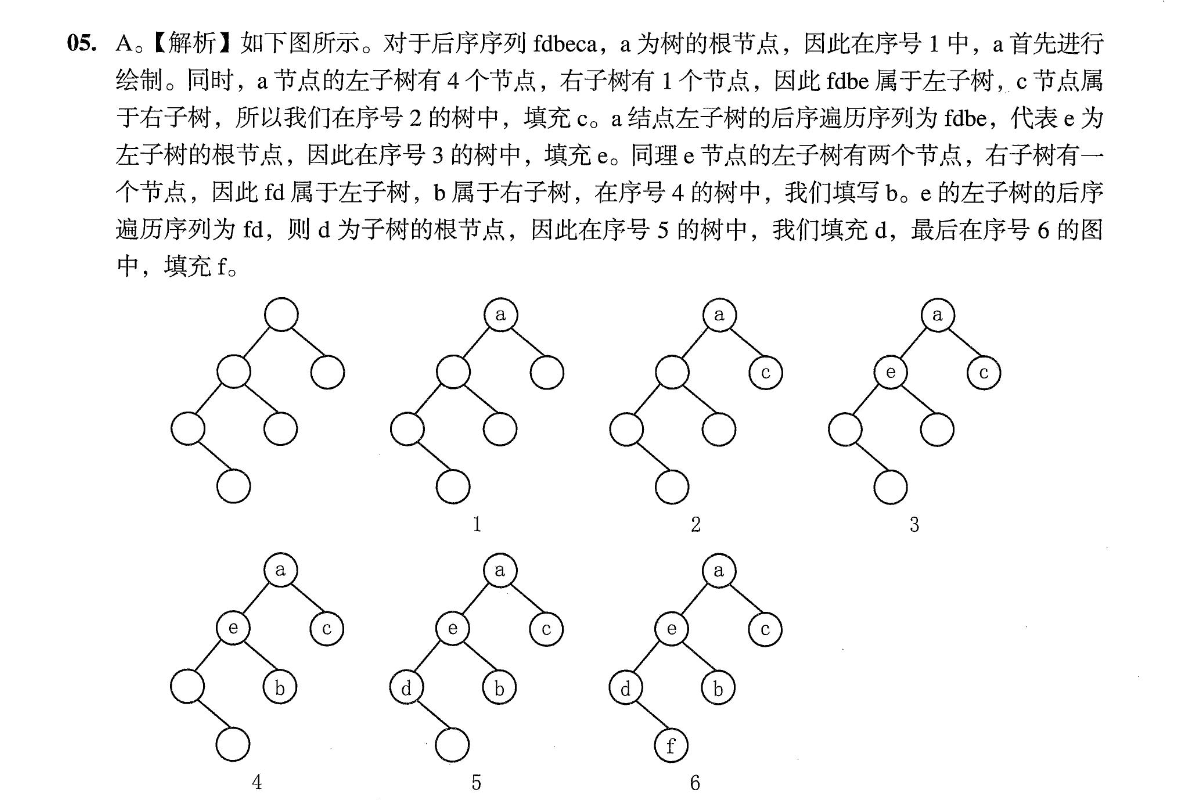 05. A。【解析】如下图所示。对于后序序列 fdbeca，a 为树的根节点，因此在序号 1 中，a 首先进行
绘制。同时，a 节点的左子树有 4 个节点，右子树有 1 个节点，因此 fdbe 属于左子树，c 节点属
于右子树，所以我们在序号 2 的树中，填充 c。a 结点左子树的后序遍历序列为 fdbe，代表 e 为
左子树的根节点，因此在序号 3 的树中，填充 e。同理 e 节点的左子树有两个节点，右子树有一
个节点，因此 fd 属于左子树，b 属于右子树，在序号 4 的树中，我们填写 b。e 的左子树的后序
遍历序列为 fd，则 d 为子树的根节点，因此在序号 5 的树中，我们填充 d，最后在序号 6 的图
中，填充 f。
a a a
c e c
1 2 3
a a a
e c e c e c
b d b d b
f
4 5 6